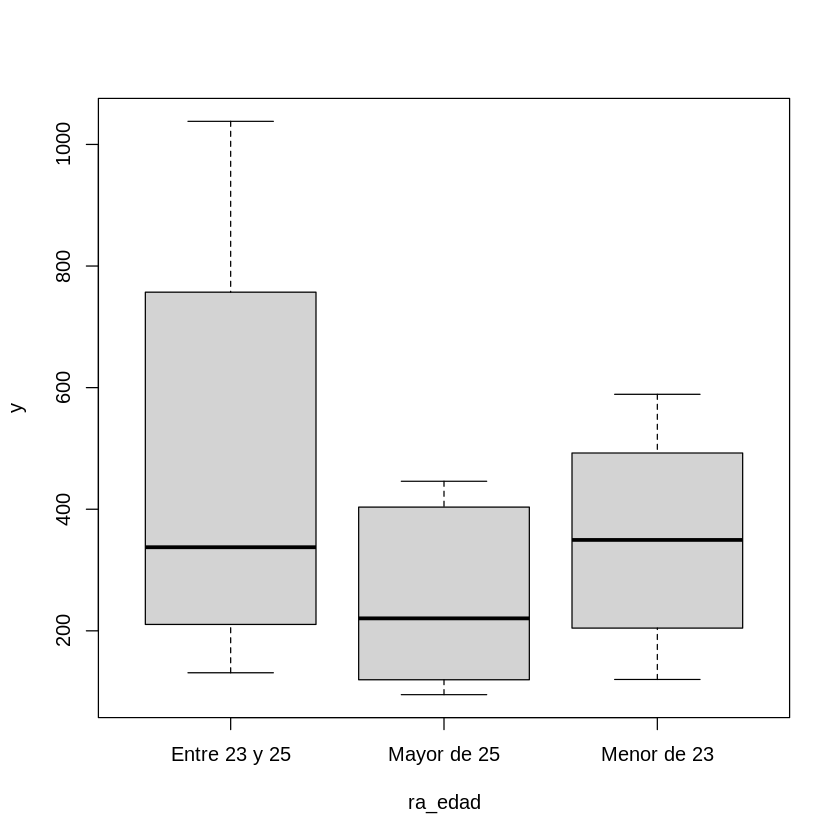 1000
800
600
400
200
y
Entre 23 y 25
Mayor de 25
Menor de 23
ra_edad